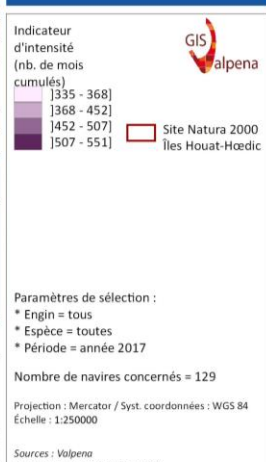 Indicateur
d'intensité
(nb. de mois
cumulés)
GIS
Valpena
]335 - 368]
]368 - 452]
]452 - 507]
]507 - 551]
Site Natura 2000
Îles Houat-Hœdic
Paramètres de sélection :
* Engin = tous
* Espèce = toutes
* Période = année 2017
Nombre de navires concernés = 129
Projection : Mercator / Syst. coordonnées : WGS 84
Échelle : 1:250000
Sources : Valpena